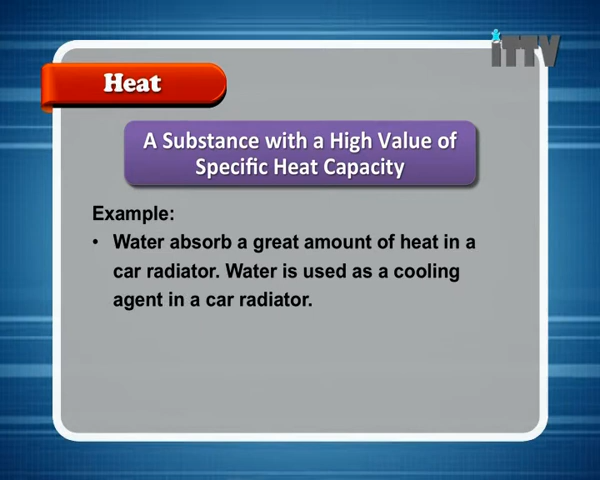 iTTV
Heat
A Substance with a High Value of
Specific Heat Capacity
Example:
• Water absorb a great amount of heat in a
car radiator. Water is used as a cooling
agent in a car radiator.